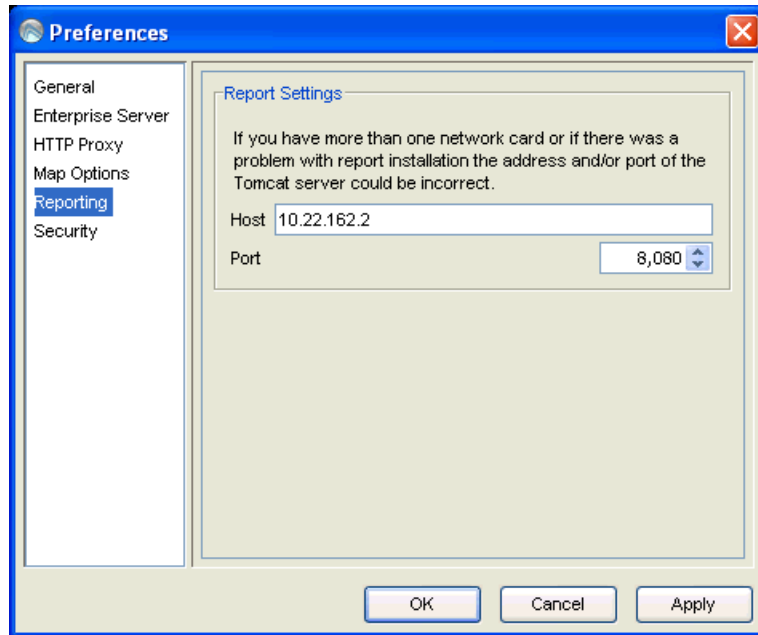 Preferences
General
Enterprise Server
HTTP Proxy
Map Options
Reporting
Security
Report Settings
If you have more than one network card or if there was a
problem with report installation the address and/or port of the
Tomcat server could be incorrect.
Host 10.22.162.2
Port 8,080
OK Cancel Apply